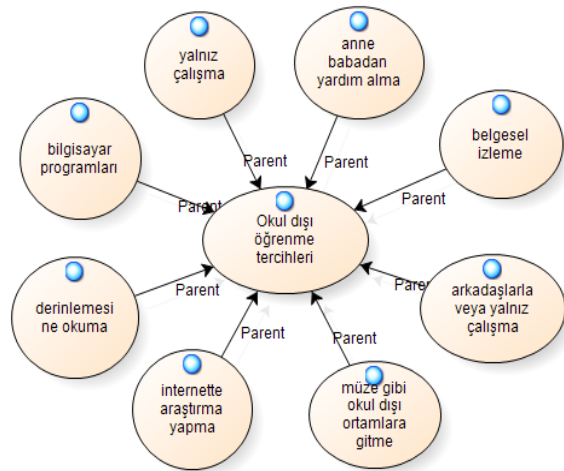 yalnız
çalışma
anne
babadan
yardım alma
bilgisayar
programları
belgesel
izleme
Parent
Parent
Parent
Parent
Okul dışı
öğrenme
tercihleri
derinlemesi
ne okuma
Parent
Parent
arkadaşlarla
veya yalnız
çalışma
Parent
Parent
internette
araştırma
yapma
müze gibi
okul dışı
ortamlara
gitme